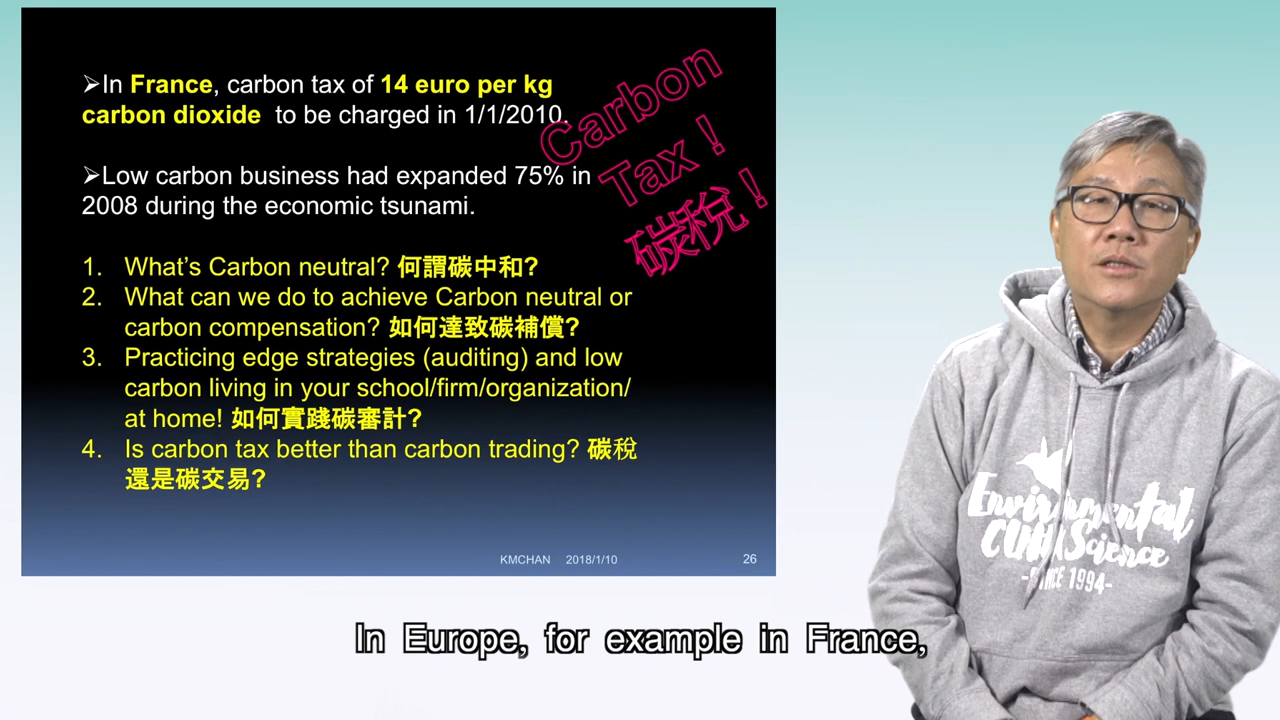 ➢In France, carbon tax of 14 euro per kg
carbon dioxide to be charged in 1/1/2010.
➢Low carbon business had expanded 75% in
2008 during the economic tsunami.
Carbon
Tax！
碳稅！
1. What's Carbon neutral? 何謂碳中和?
2. What can we do to achieve Carbon neutral or
carbon compensation? 如何達致碳補償?
3. Practicing edge strategies (auditing) and low
carbon living in your school/firm/organization/
at home! 如何實踐碳審計?
4. Is carbon tax better than carbon trading? 碳稅
還是碳交易?
KMCHAN 2018/1/10 26
Environmental
CUHK Science
-SINCE 1994-
In Europe, for example in France,